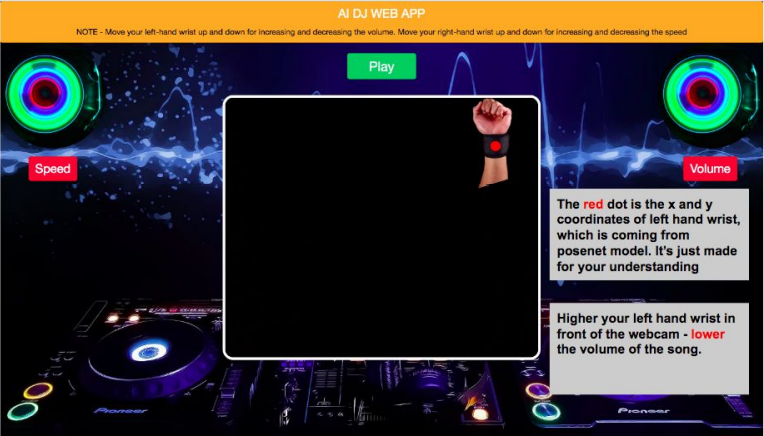 AI DJ WEB APP
NOTE - Move your left-hand wrist up and down for increasing and decreasing the volume. Move your right-hand wrist up and down for increasing and decreasing the speed
Play
Speed
Volume
The red dot is the x and y
coordinates of left hand wrist,
which is coming from
posenet model. It's just made
for your understanding
Higher your left hand wrist in
front of the webcam - lower
the volume of the song.
Pioneer
Pioneer